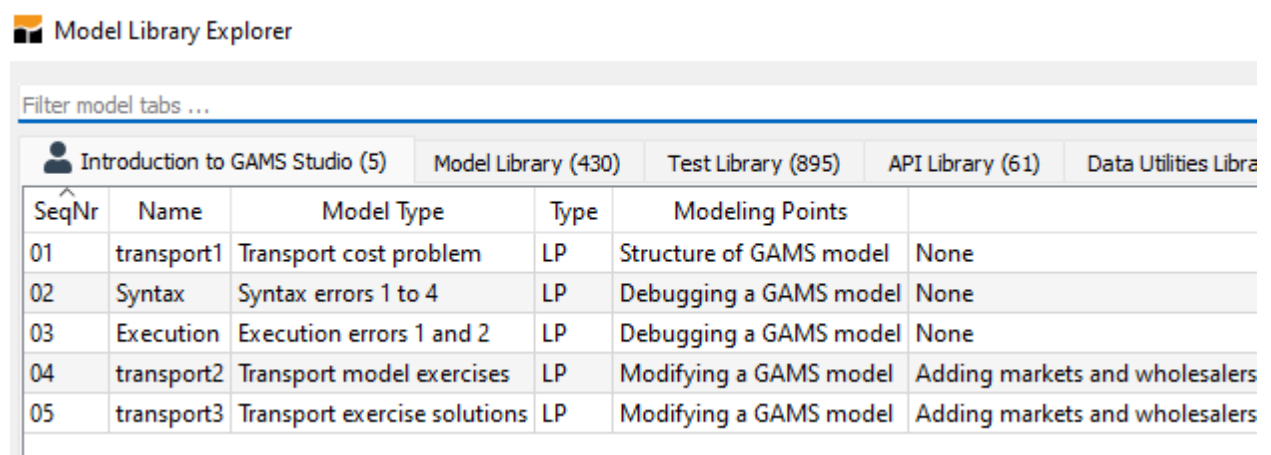 Model Library Explorer
Filter model tabs ...
Introduction to GAMS Studio (5) Model Library (430) Test Library (895) API Library (61) Data Utilities Libra
SeqNr Name Model Type Type Modeling Points
01 transport1 Transport cost problem LP Structure of GAMS model None
02 Syntax Syntax errors 1 to 4 LP Debugging a GAMS model None
03 Execution Execution errors 1 and 2 LP Debugging a GAMS model None
04 transport2 Transport model exercises LP Modifying a GAMS model Adding markets and wholesalers
05 transport3 Transport exercise solutions LP Modifying a GAMS model Adding markets and wholesalers